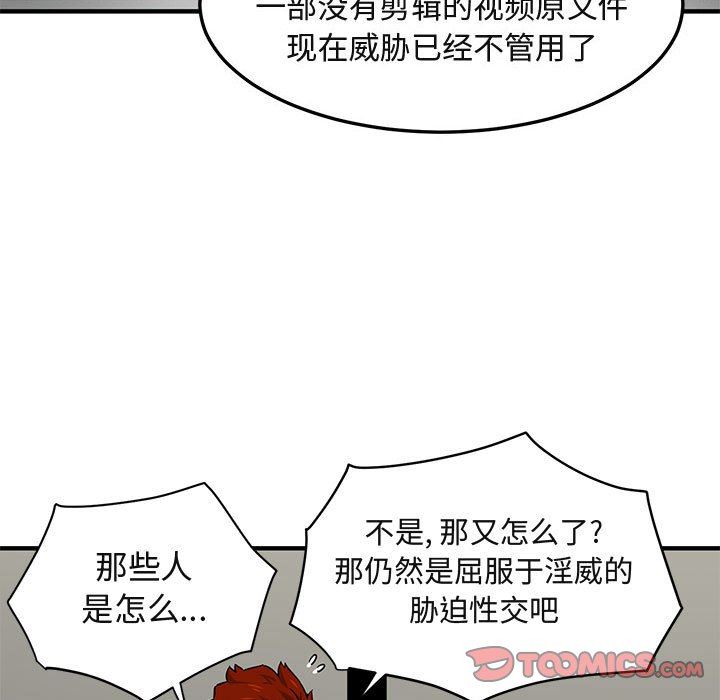 一部没有剪辑的视频原文件
现在威胁已经不管用了
不是, 那又怎么了?
那仍然是屈服于淫威的
胁迫性交吧
那些人
是怎么...
TOOMICS.COM